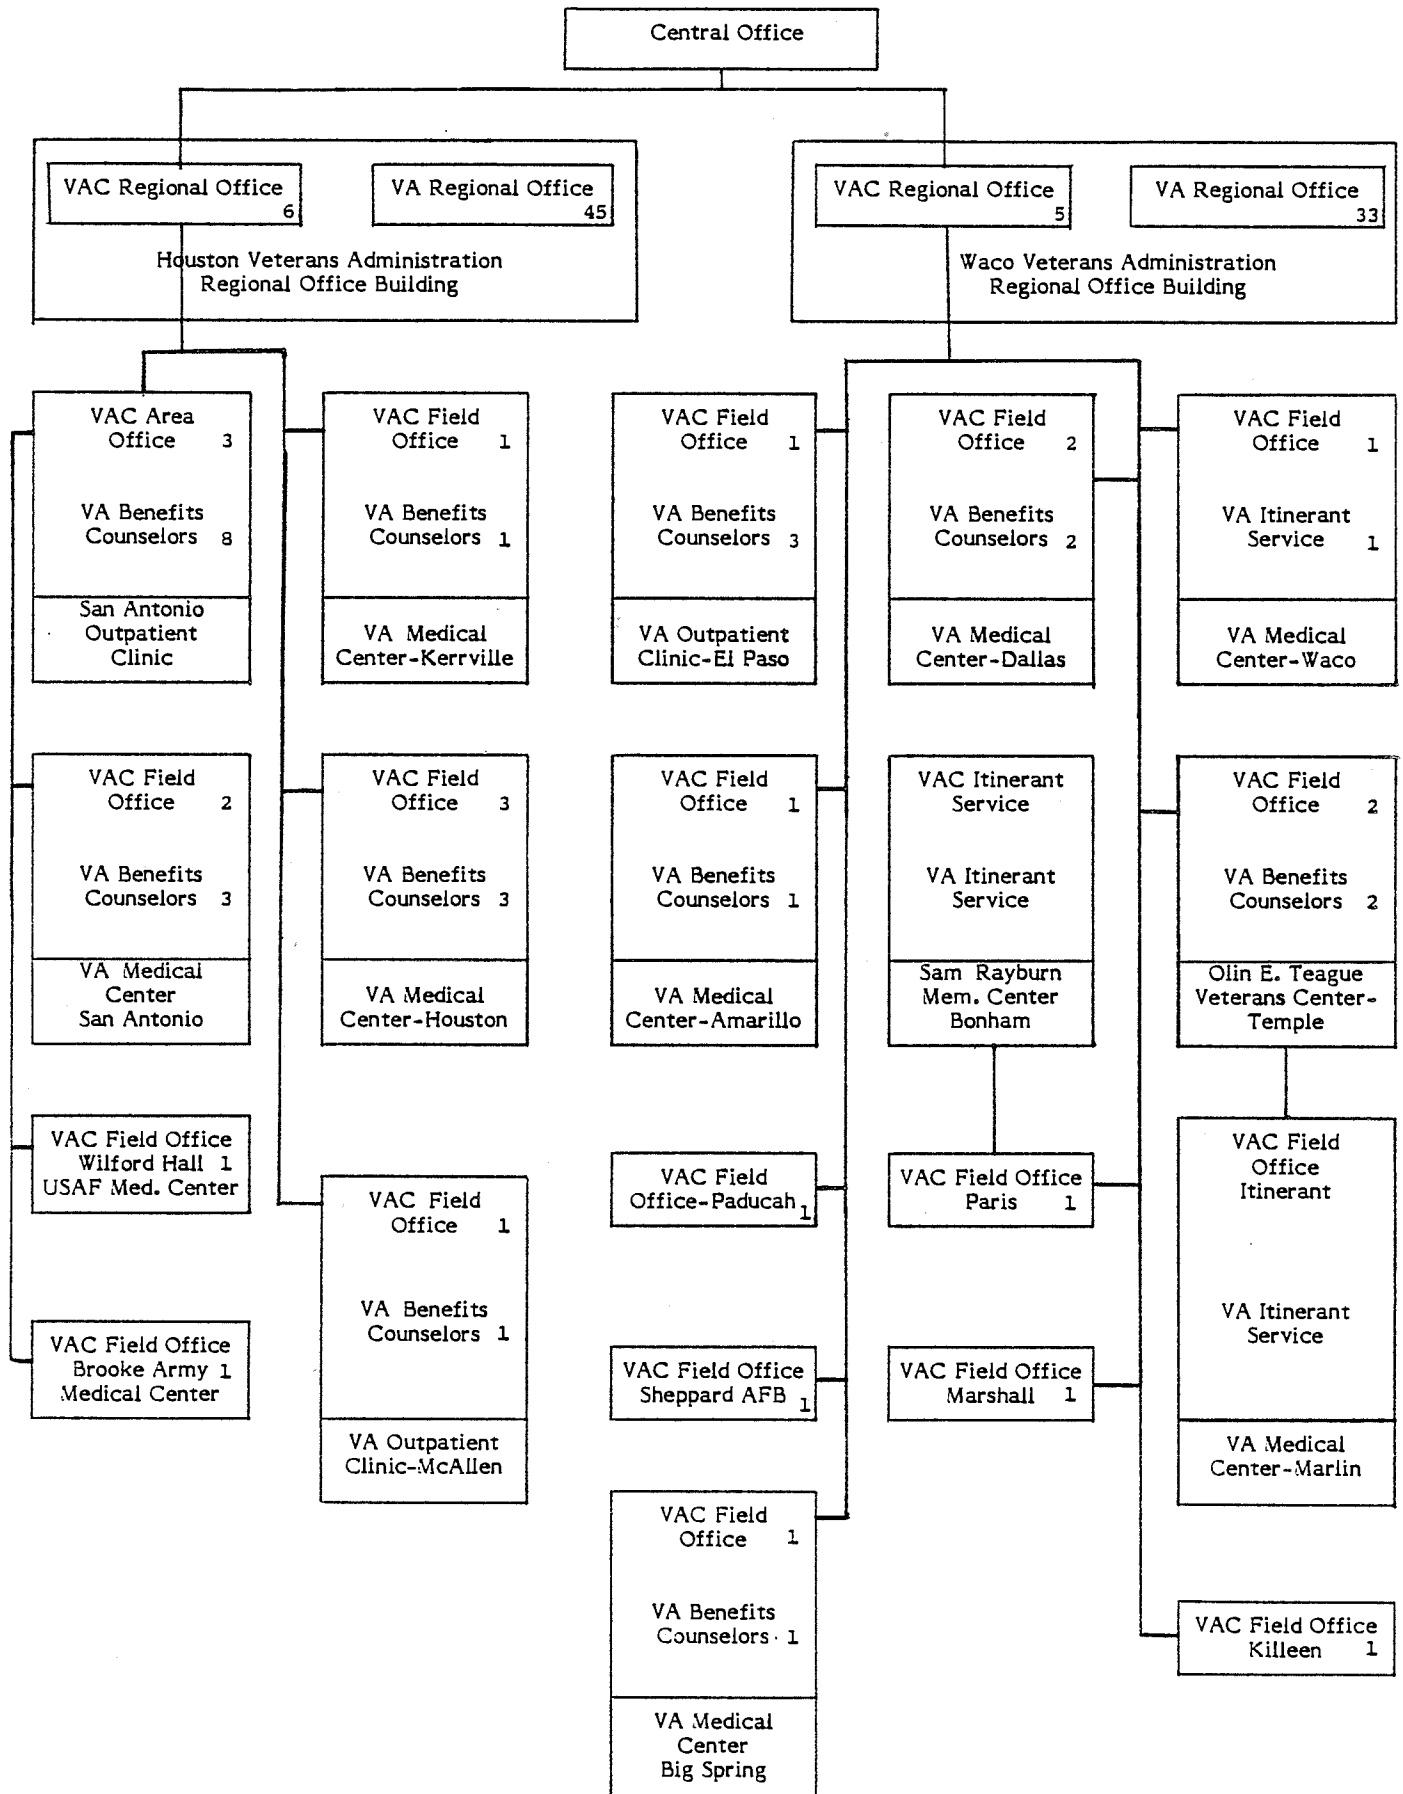 Central Office
VAC Regional Office
6
VA Regional Office
45
Houston Veterans Administration
Regional Office Building
VAC Regional Office
5
VA Regional Office
33
Waco Veterans Administration
Regional Office Building
VAC Area
Office 3
VA Benefits
Counselors 8
San Antonio
Outpatient
Clinic
VAC Field
Office 1
VA Benefits
Counselors 1
VA Medical
Center-Kerrville
VAC Field
Office 1
VA Benefits
Counselors 3
VA Outpatient
Clinic-El Paso
VAC Field
Office 2
VA Benefits
Counselors 2
VA Medical
Center-Dallas
VAC Field
Office 1
VA Itinerant
Service 1
VA Medical
Center-Waco
VAC Field
Office 2
VA Benefits
Counselors 3
VA Medical
Center
San Antonio
VAC Field
Office 3
VA Benefits
Counselors 3
VA Medical
Center-Houston
VAC Field
Office 1
VA Benefits
Counselors 1
VA Medical
Center-Amarillo
VAC Itinerant
Service
VA Itinerant
Service
Sam Rayburn
Mem. Center
Bonham
VAC Field
Office 2
VA Benefits
Counselors 2
Olin E. Teague
Veterans Center-
Temple
VAC Field Office
Wilford Hall 1
USAF Med. Center
VAC Field
Office 1
VA Benefits
Counselors 1
VA Outpatient
Clinic-McAllen
VAC Field
Office-Paducah
1
VAC Field Office
Paris 1
VAC Field
Office
Itinerant
VA Itinerant
Service
VA Medical
Center-Marlin
VAC Field Office
Brooke Army 1
Medical Center
VAC Field Office
Sheppard AFB
1
VAC Field Office
Marshall 1
VAC Field
Office 1
VA Benefits
Counselors 1
VA Medical
Center
Big Spring
VAC Field Office
Killeen 1